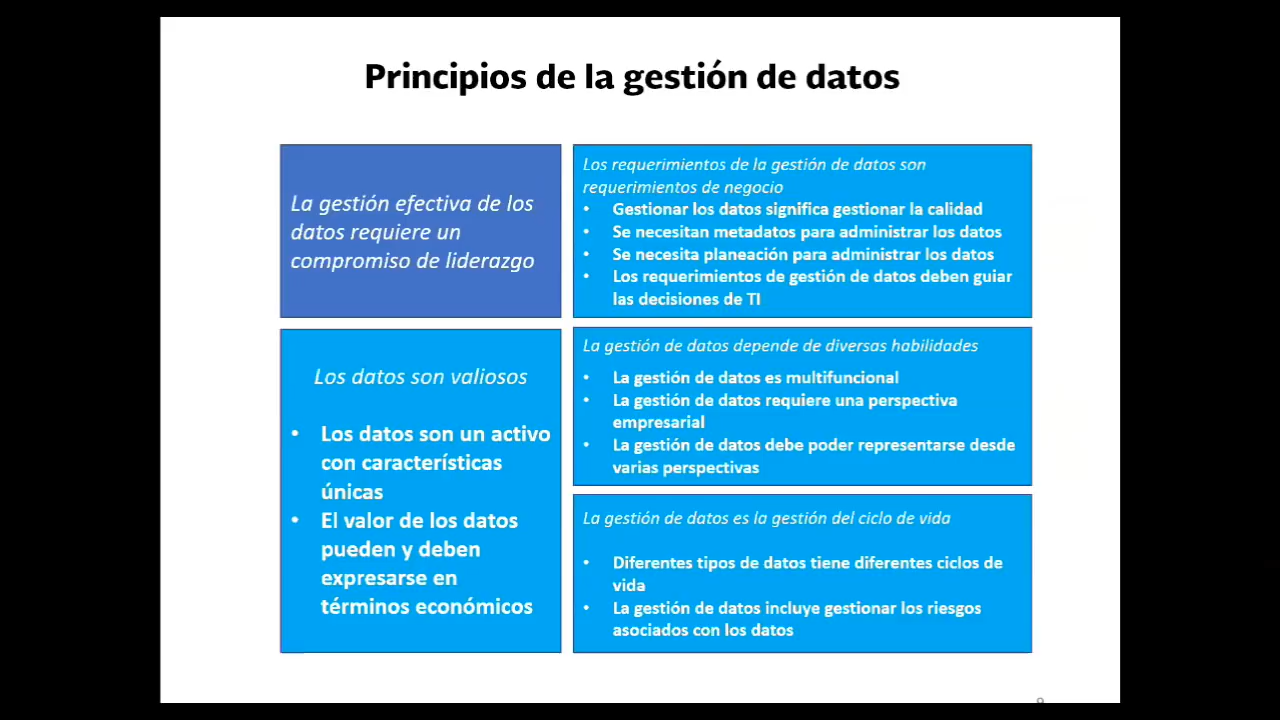 Principios de la gestión de datos
La gestión efectiva de los
datos requiere un
compromiso de liderazgo
Los datos son valiosos
• Los datos son un activo
con características
únicas
• El valor de los datos
pueden y deben
expresarse en
términos económicos
Los requerimientos de la gestión de datos son
requerimientos de negocio
• Gestionar los datos significa gestionar la calidad
• Se necesitan metadatos para administrar los datos
• Se necesita planeación para administrar los datos
• Los requerimientos de gestión de datos deben guiar
las decisiones de TI
La gestión de datos depende de diversas habilidades
• La gestión de datos es multifuncional
• La gestión de datos requiere una perspectiva
empresarial
• La gestión de datos debe poder representarse desde
varias perspectivas
La gestión de datos es la gestión del ciclo de vida
• Diferentes tipos de datos tiene diferentes ciclos de
vida
• La gestión de datos incluye gestionar los riesgos
asociados con los datos